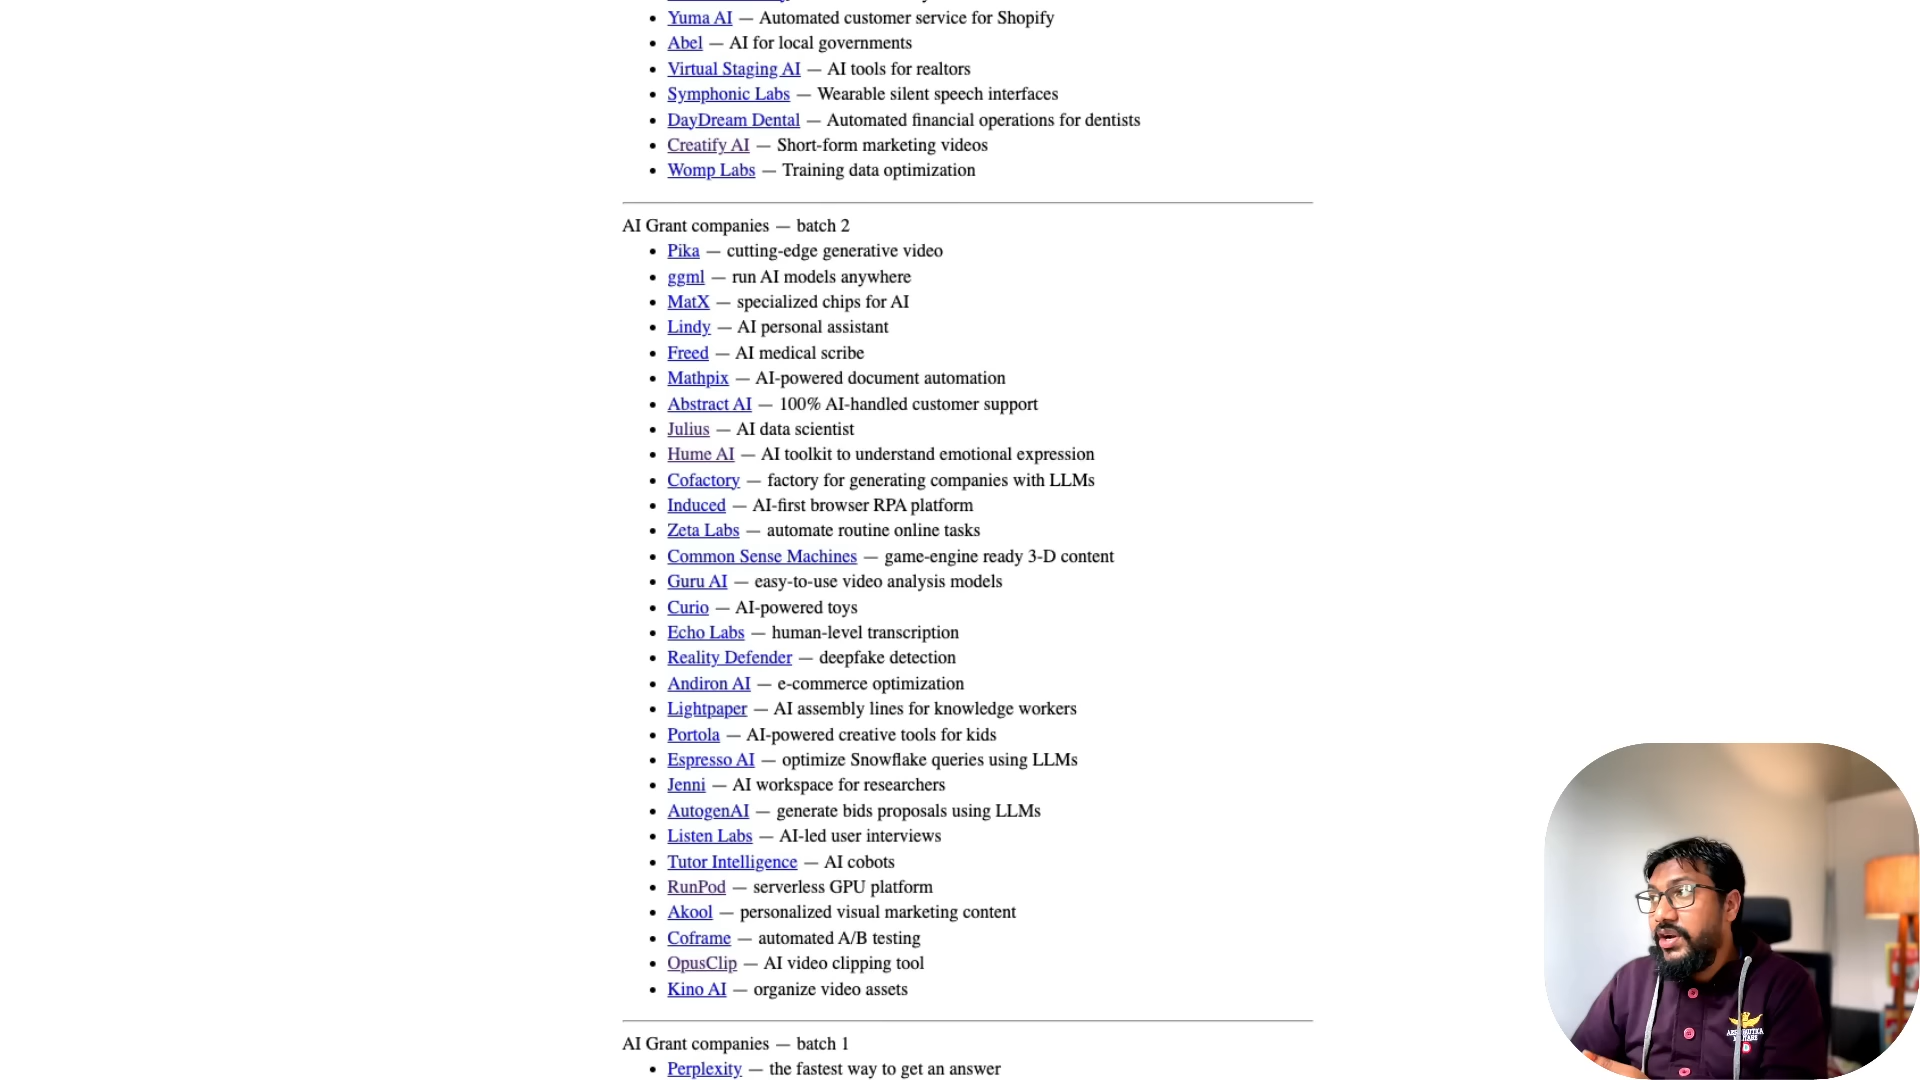 Yuma AI — Automated customer service for Shopify
Abel — AI for local governments
Virtual Staging AI — AI tools for realtors
Symphonic Labs — Wearable silent speech interfaces
DayDream Dental — Automated financial operations for dentists
Creatify AI — Short-form marketing videos
Womp Labs — Training data optimization
AI Grant companies — batch 2
Pika — cutting-edge generative video
ggml — run AI models anywhere
MatX — specialized chips for AI
Lindy — AI personal assistant
Freed — AI medical scribe
Mathpix — AI-powered document automation
Abstract AI — 100% AI-handled customer support
Julius — AI data scientist
Hume AI — AI toolkit to understand emotional expression
Cofactory — factory for generating companies with LLMs
Induced — AI-first browser RPA platform
Zeta Labs — automate routine online tasks
Common Sense Machines — game-engine ready 3-D content
Guru AI — easy-to-use video analysis models
Curio — AI-powered toys
Echo Labs — human-level transcription
Reality Defender — deepfake detection
Andiron AI — e-commerce optimization
Lightpaper — AI assembly lines for knowledge workers
Portola — AI-powered creative tools for kids
Espresso AI — optimize Snowflake queries using LLMs
Jenni — AI workspace for researchers
AutogenAI — generate bids proposals using LLMs
Listen Labs — AI-led user interviews
Tutor Intelligence — AI cobots
RunPod — serverless GPU platform
Akool — personalized visual marketing content
Coframe — automated A/B testing
OpusClip — AI video clipping tool
Kino AI — organize video assets
AI Grant companies — batch 1
Perplexity — the fastest way to get an answer